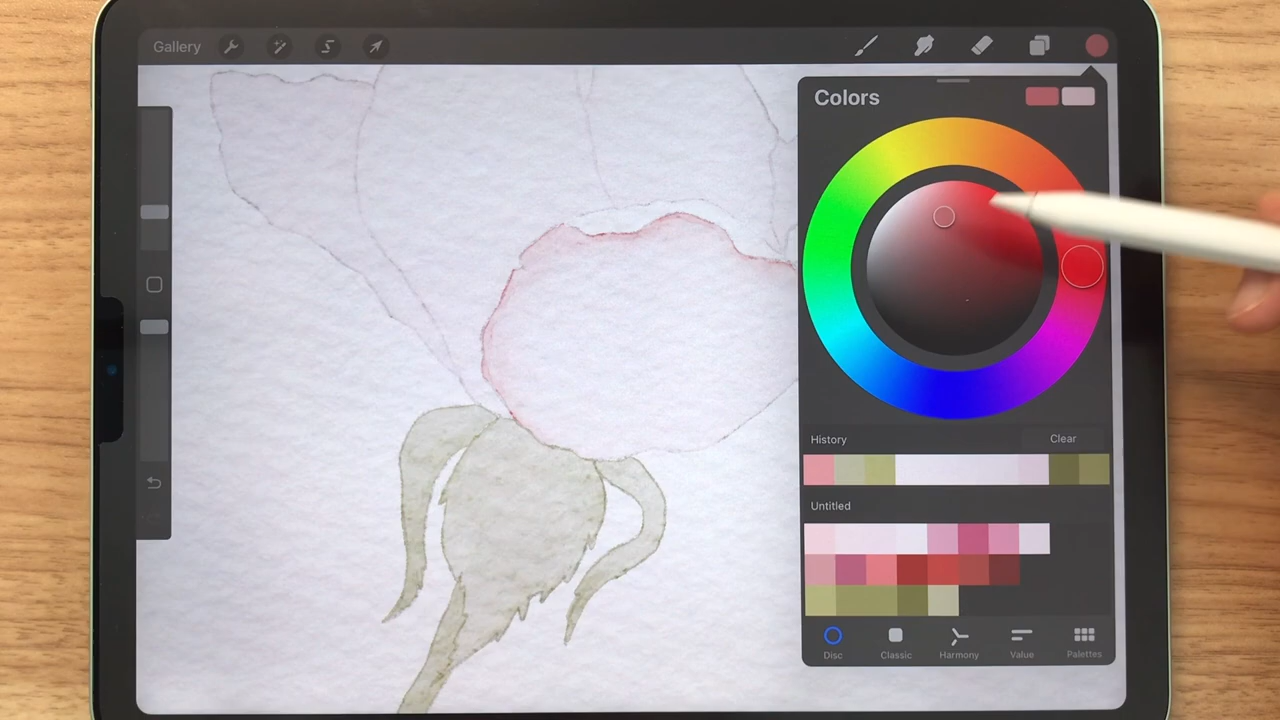 Gallery
Colors
History Clear
Untitled
Disc Classic Harmony Value Palettes